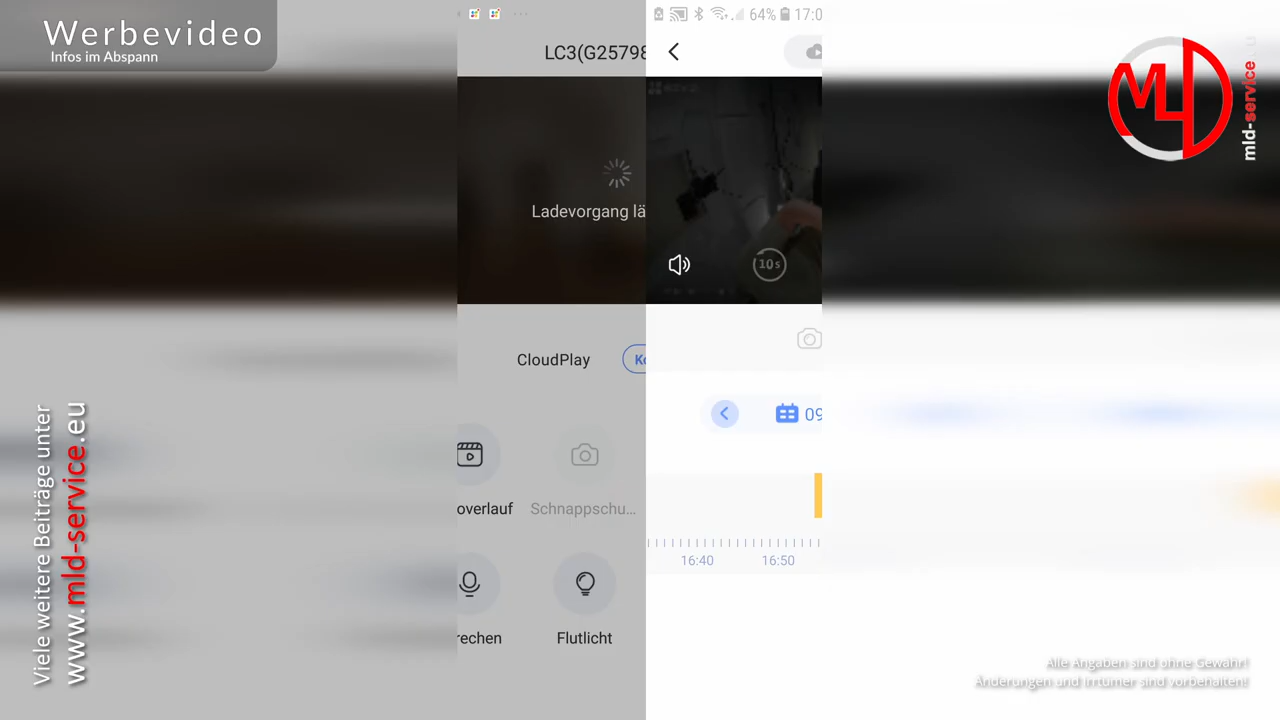 Werbevideo
Infos im Abspann
LC3(G25798
Ladevorgang lä
CloudPlay
overlauf
Schnappschu...
rechen
Flutlicht
64%
17:0
10s
09
16:40
16:50
Viele weitere Beiträge unter
www.mld-service.eu
MLD
mld-service.eu
Alle Angaben sind ohne Gewähr!
Änderungen und Irrtümer sind vorbehalten!